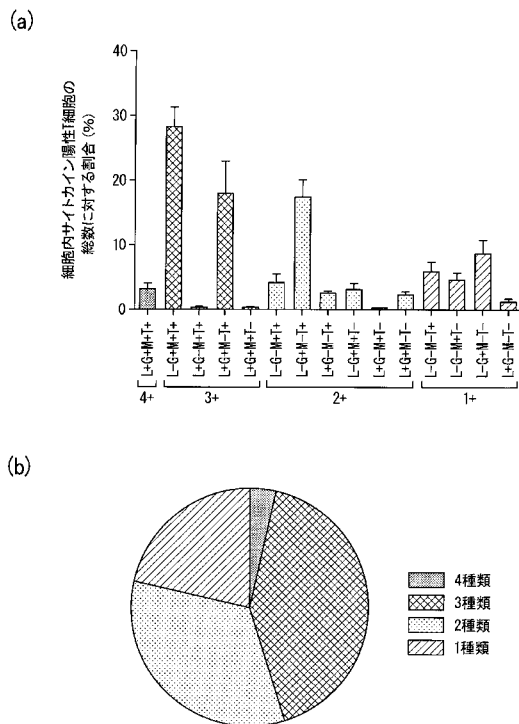 (a)
細胞内サイトカイン陽性T細胞の
総数に対する割合(%)
40
30
20
10
0
L+G+M+T+
L−G+M+T+
L+G−M+T+
L+G+M−T+
L+G+M+T−
L−G−M+T+
L−G+M−T+
L+G−M−T+
L−G+M+T−
L+G−M+T−
L+G+M−T−
L−G−M−T+
L−G−M+T−
L−G+M−T−
L+G−M−T−
4+
3+
2+
1+
(b)
4種類
3種類
2種類
1種類